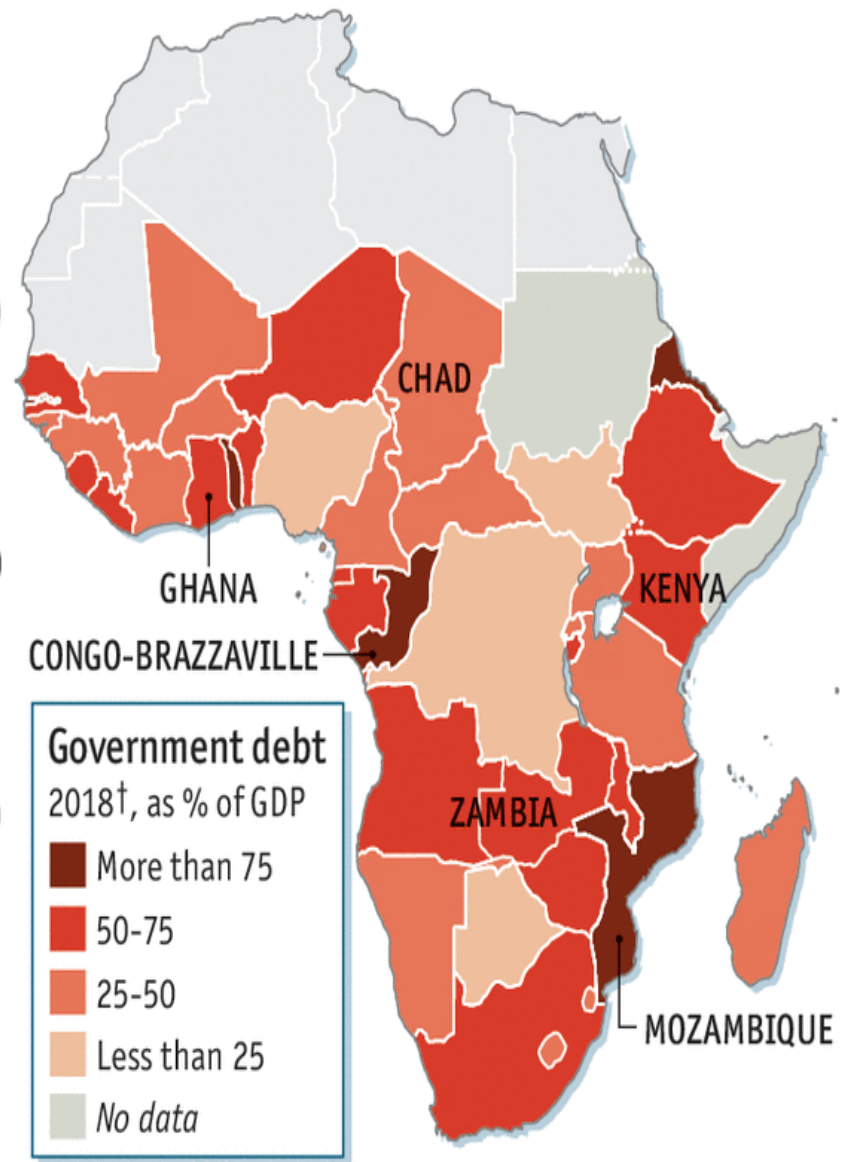 CHAD
GHANA
KENYA
CONGO-BRAZZAVILLE
Government debt
2018†, as % of GDP
More than 75
50-75
25-50
Less than 25
No data
ZAMBIA
MOZAMBIQUE